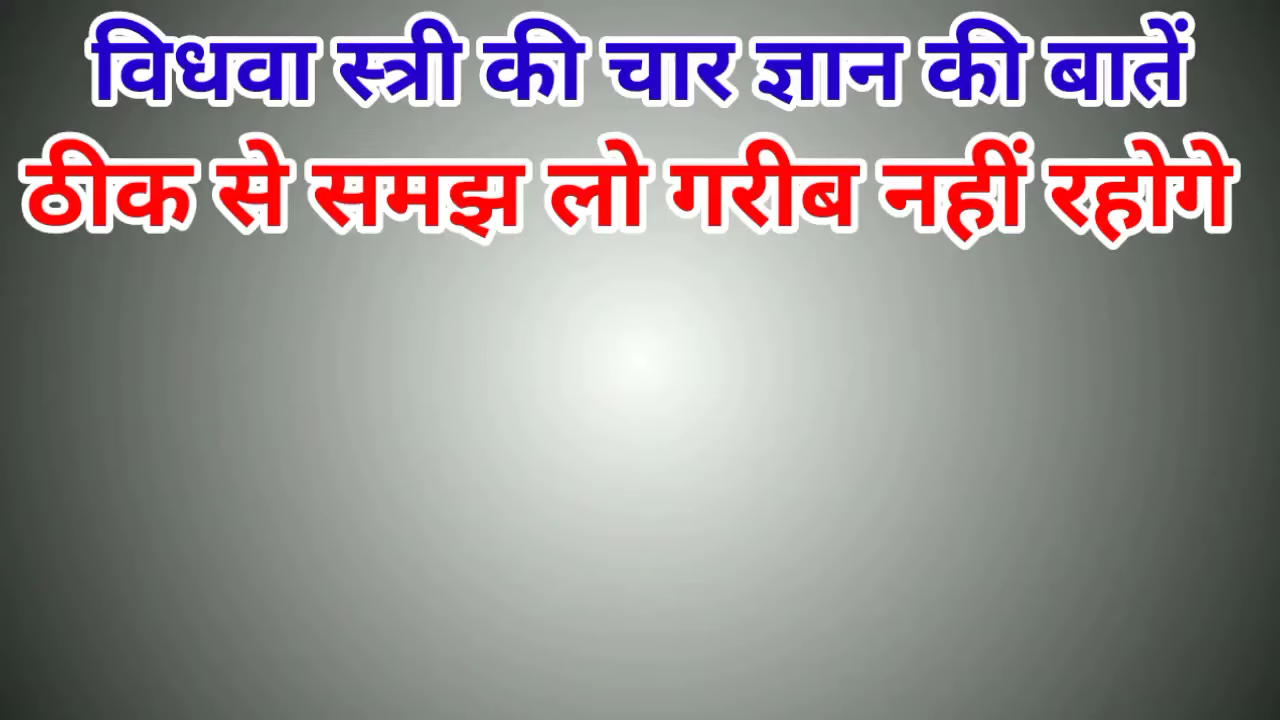 विधवा स्त्री की चार ज्ञान की बातें
ठीक से समझ लो गरीब नहीं रहोगे